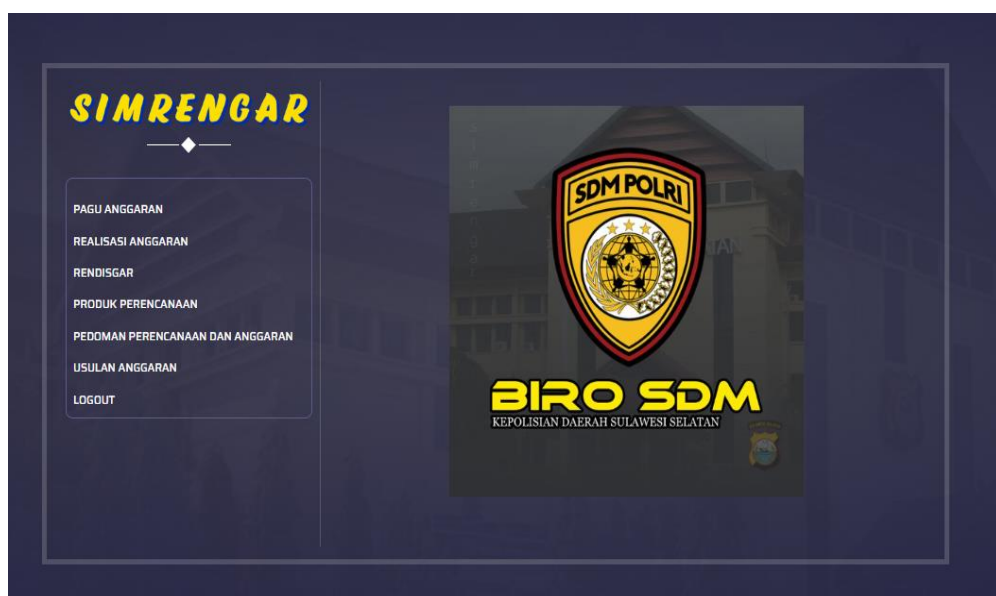 SIMRENGAR
PAGU ANGGARAN
REALISASI ANGGARAN
RENDISGAR
PRODUK PERENCANAAN
PEDOMAN PERENCANAAN DAN ANGGARAN
USULAN ANGGARAN
LOGOUT
simrengar
SDM POLRI
BIRO SDM
KEPOLISIAN DAERAH SULAWESI SELATAN